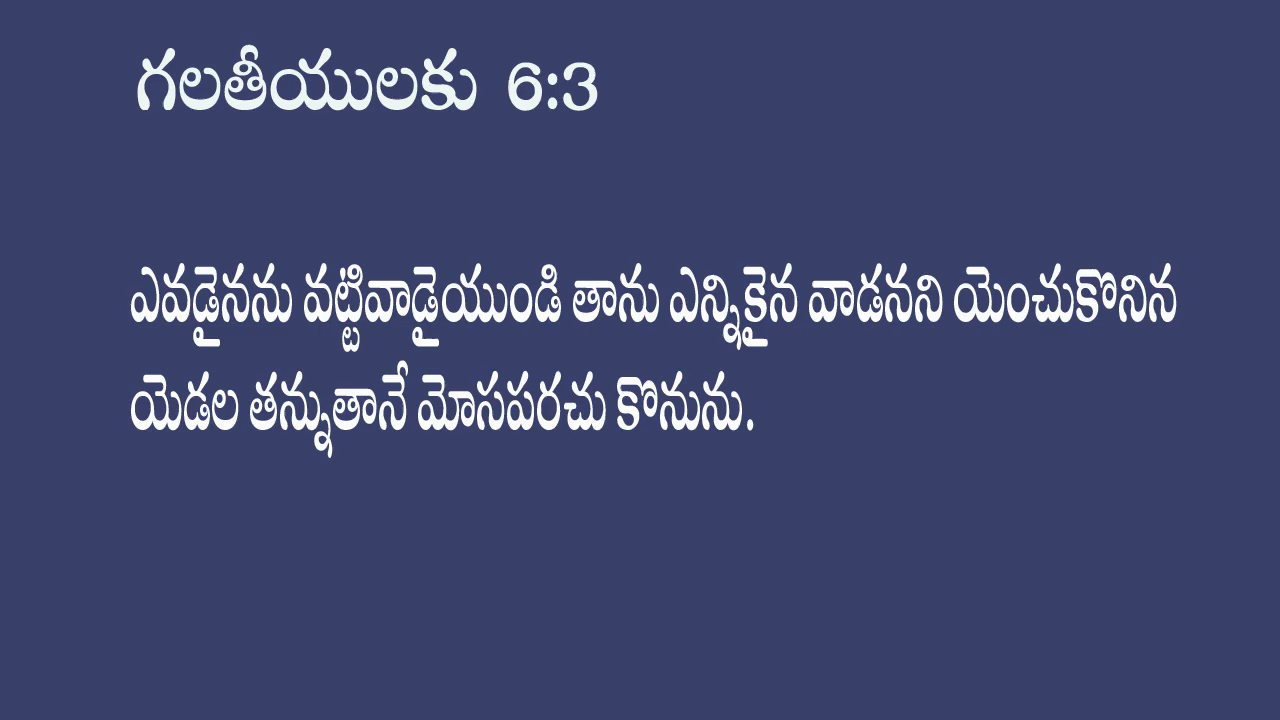 గలతీయులకు 6:3
ఎవడైనను వట్టివాడైయుండి తాను ఎన్నికైన వాడనని యెంచుకొనిన
యెడల తన్నుతానే మోసపరచు కొనును.